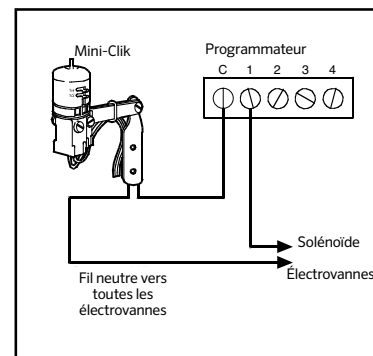 Mini-Clik
Programmateur
C 1 2 3 4
Solénoïde
Électrovannes
Fil neutre vers
toutes les
électrovannes